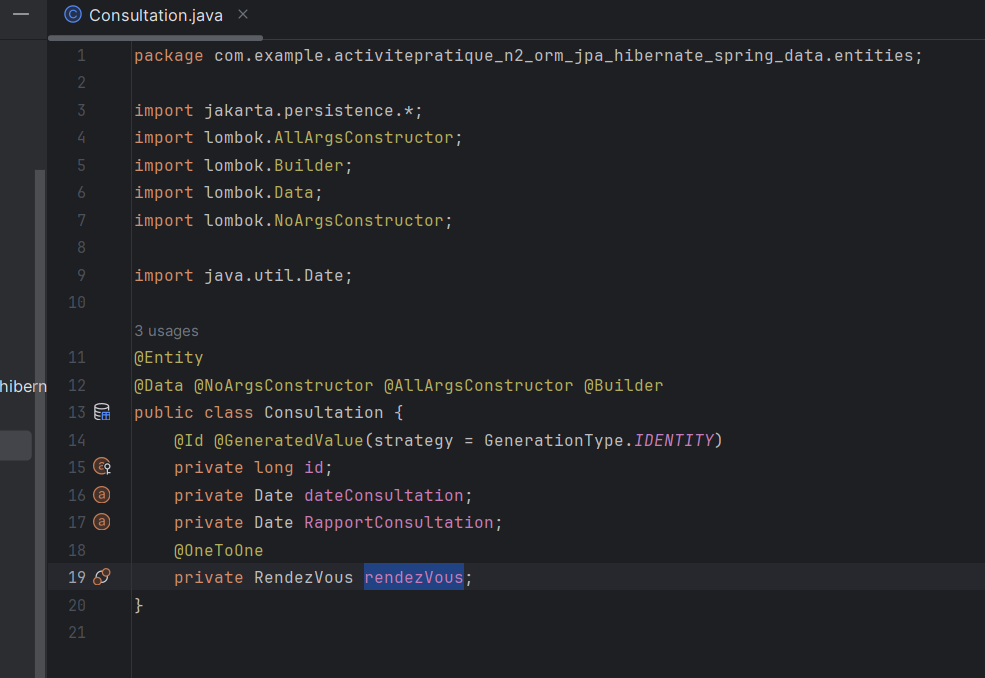 Consultation.java
1 package com.example.activitepratique_n2_orm_jpa_hibernate_spring_data.entities;
2
3 import jakarta.persistence.*;
4 import lombok.AllArgsConstructor;
5 import lombok.Builder;
6 import lombok.Data;
7 import lombok.NoArgsConstructor;
8
9 import java.util.Date;
10
3 usages
11 @Entity
hibern
12 @Data @NoArgsConstructor @AllArgsConstructor @Builder
13 public class Consultation {
14 @Id @GeneratedValue(strategy = GenerationType.IDENTITY)
15 private long id;
16 private Date dateConsultation;
17 private Date RapportConsultation;
18 @OneToOne
19 private RendezVous rendezVous;
20 }
21